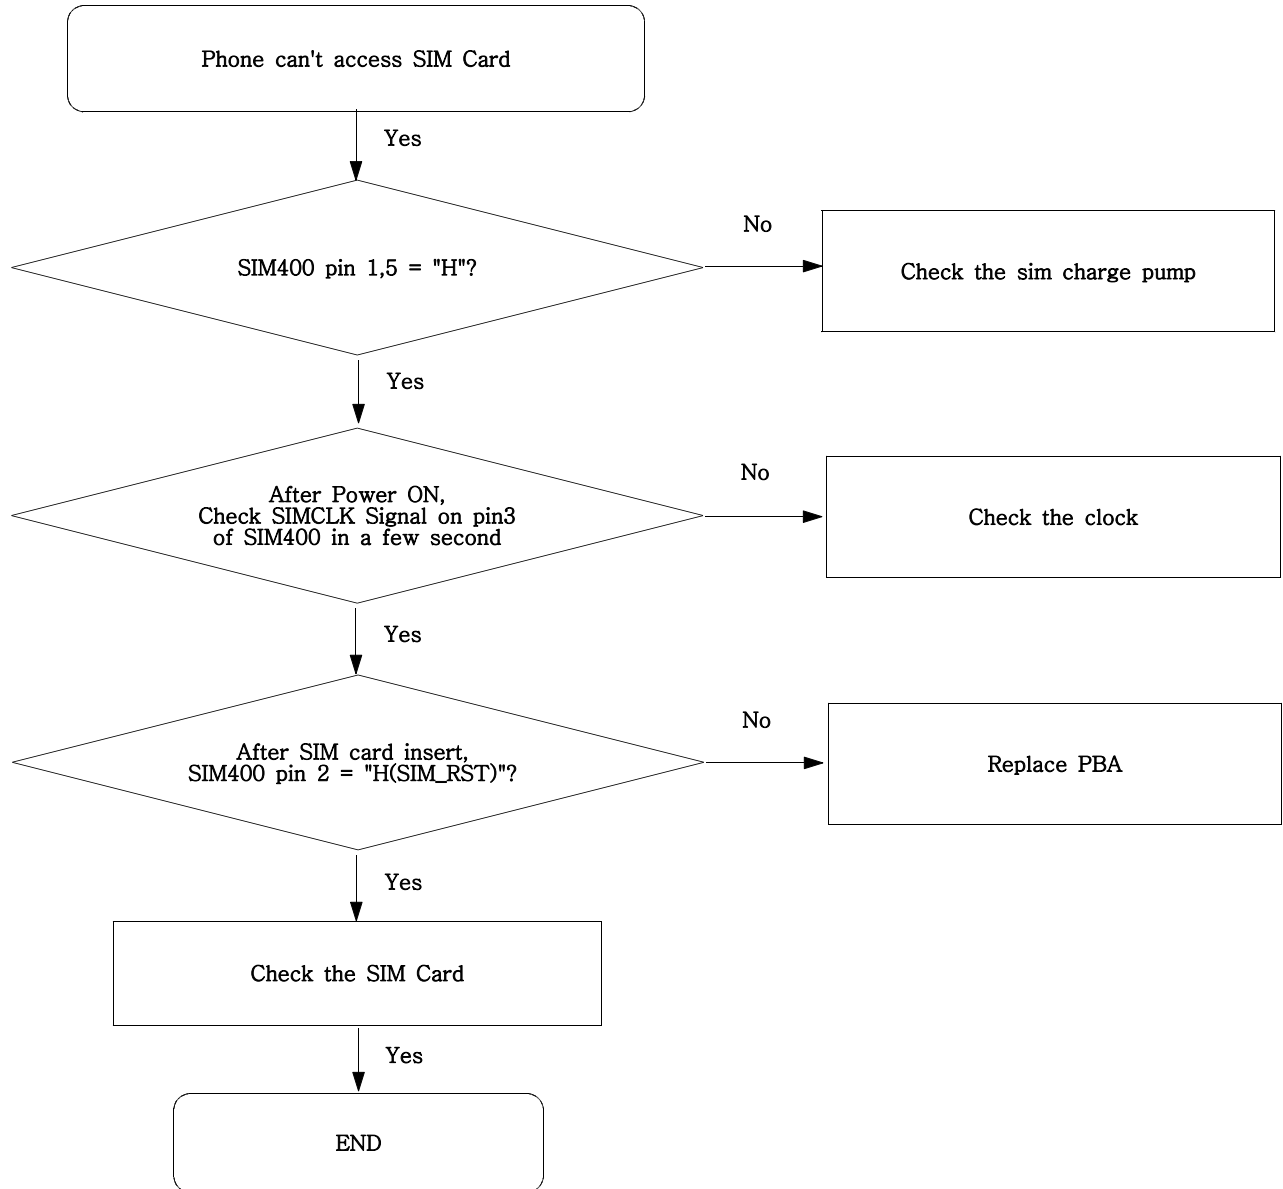 Phone can't access SIM Card
Yes
SIM400 pin 1,5 = "H"?
No
Check the sim charge pump
Yes
After Power ON,
Check SIMCLK Signal on pin3
of SIM400 in a few second
No
Check the clock
Yes
After SIM card insert,
SIM400 pin 2 = "H(SIM_RST)"?
No
Replace PBA
Yes
Check the SIM Card
Yes
END